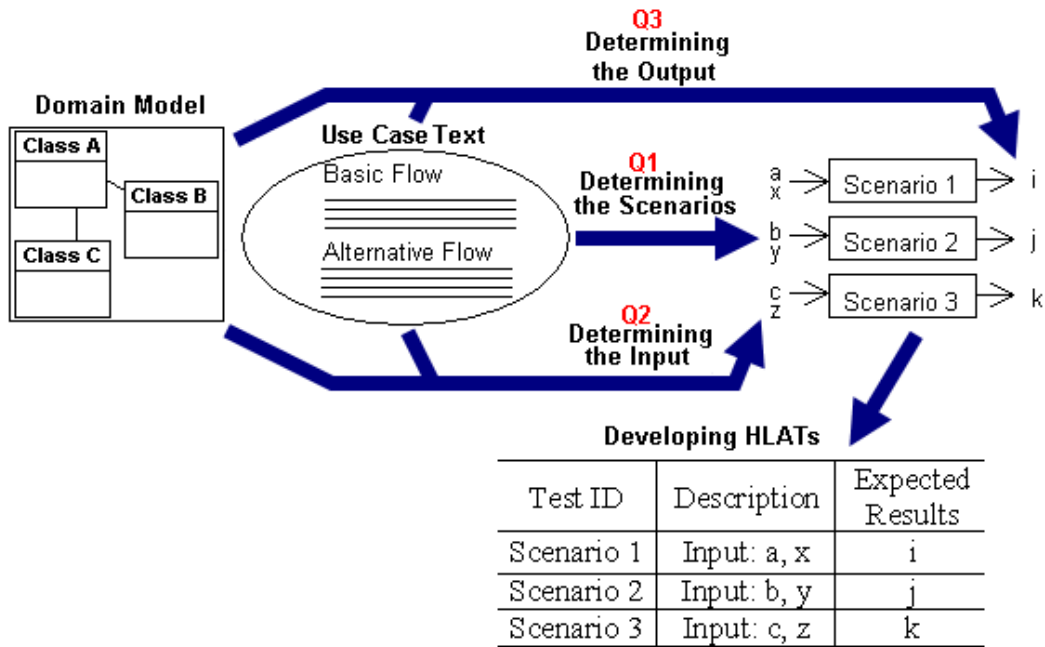 Q3
Determining
the Output
Domain Model
Class A
Class B
Class C
Use Case Text
Basic Flow
Alternative Flow
Q1
Determining
the Scenarios
Q2
Determining
the Input
a
x
Scenario 1
i
b
y
Scenario 2
j
c
z
Scenario 3
k
Developing HLATs
Test ID Description Expected Results
Scenario 1 Input: a, x i
Scenario 2 Input: b, y j
Scenario 3 Input: c, z k